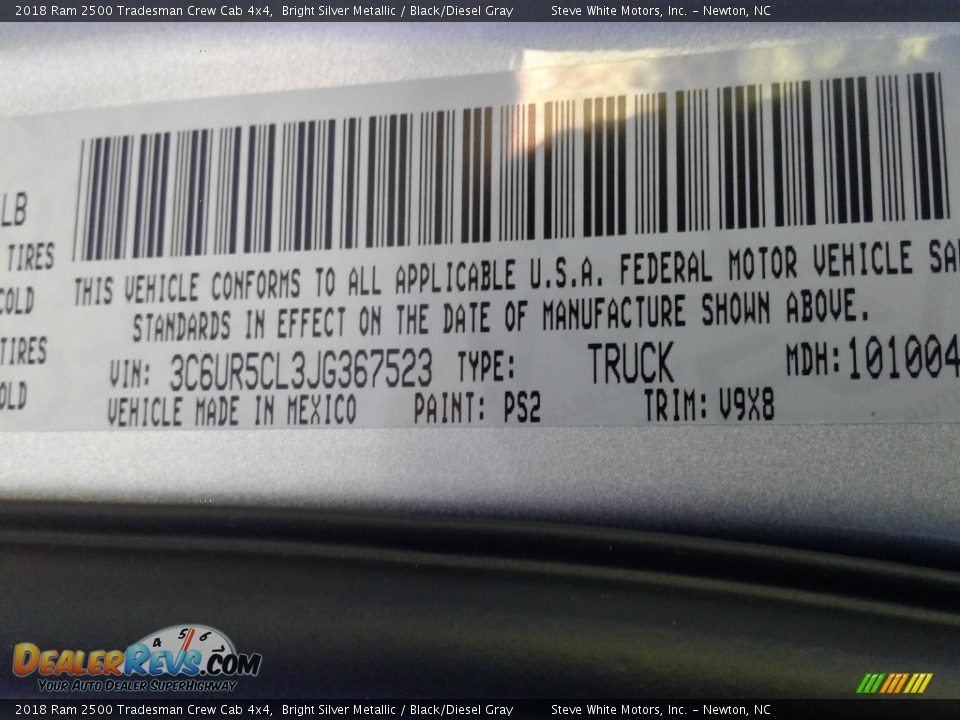 2018 Ram 2500 Tradesman Crew Cab 4x4, Bright Silver Metallic / Black/Diesel Gray Steve White Motors, Inc. - Newton, NC
LB
TIRES
COLD
TIRES
OLD
THIS VEHICLE CONFORMS TO ALL APPLICABLE U.S.A. FEDERAL MOTOR VEHICLE SA
STANDARDS IN EFFECT ON THE DATE OF MANUFACTURE SHOWN ABOVE.
VIN: 3C6UR5CL3JG367523 TYPE: TRUCK MDH: 101004
VEHICLE MADE IN MEXICO PAINT: PS2 TRIM: V9X8
4 5 6
DEALERREVS.COM
YOUR AUTO DEALER SUPERHIGHWAY
2018 Ram 2500 Tradesman Crew Cab 4x4, Bright Silver Metallic / Black/Diesel Gray Steve White Motors, Inc. - Newton, NC